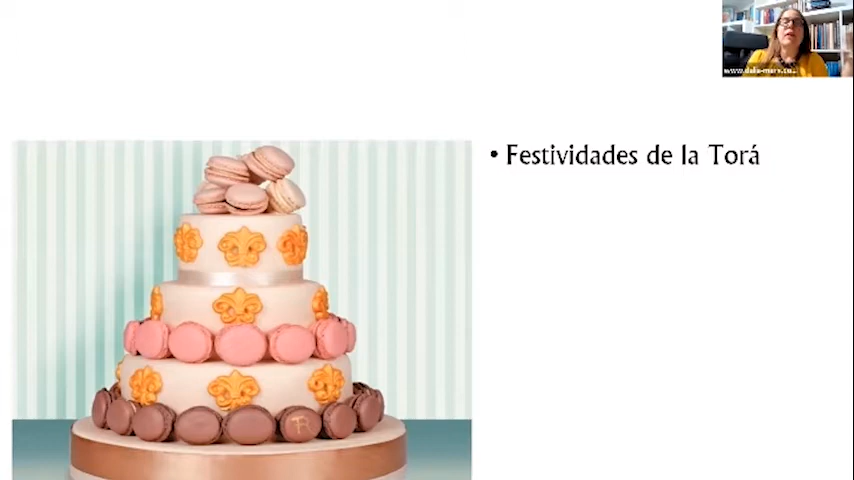 • Festividades de la Torá